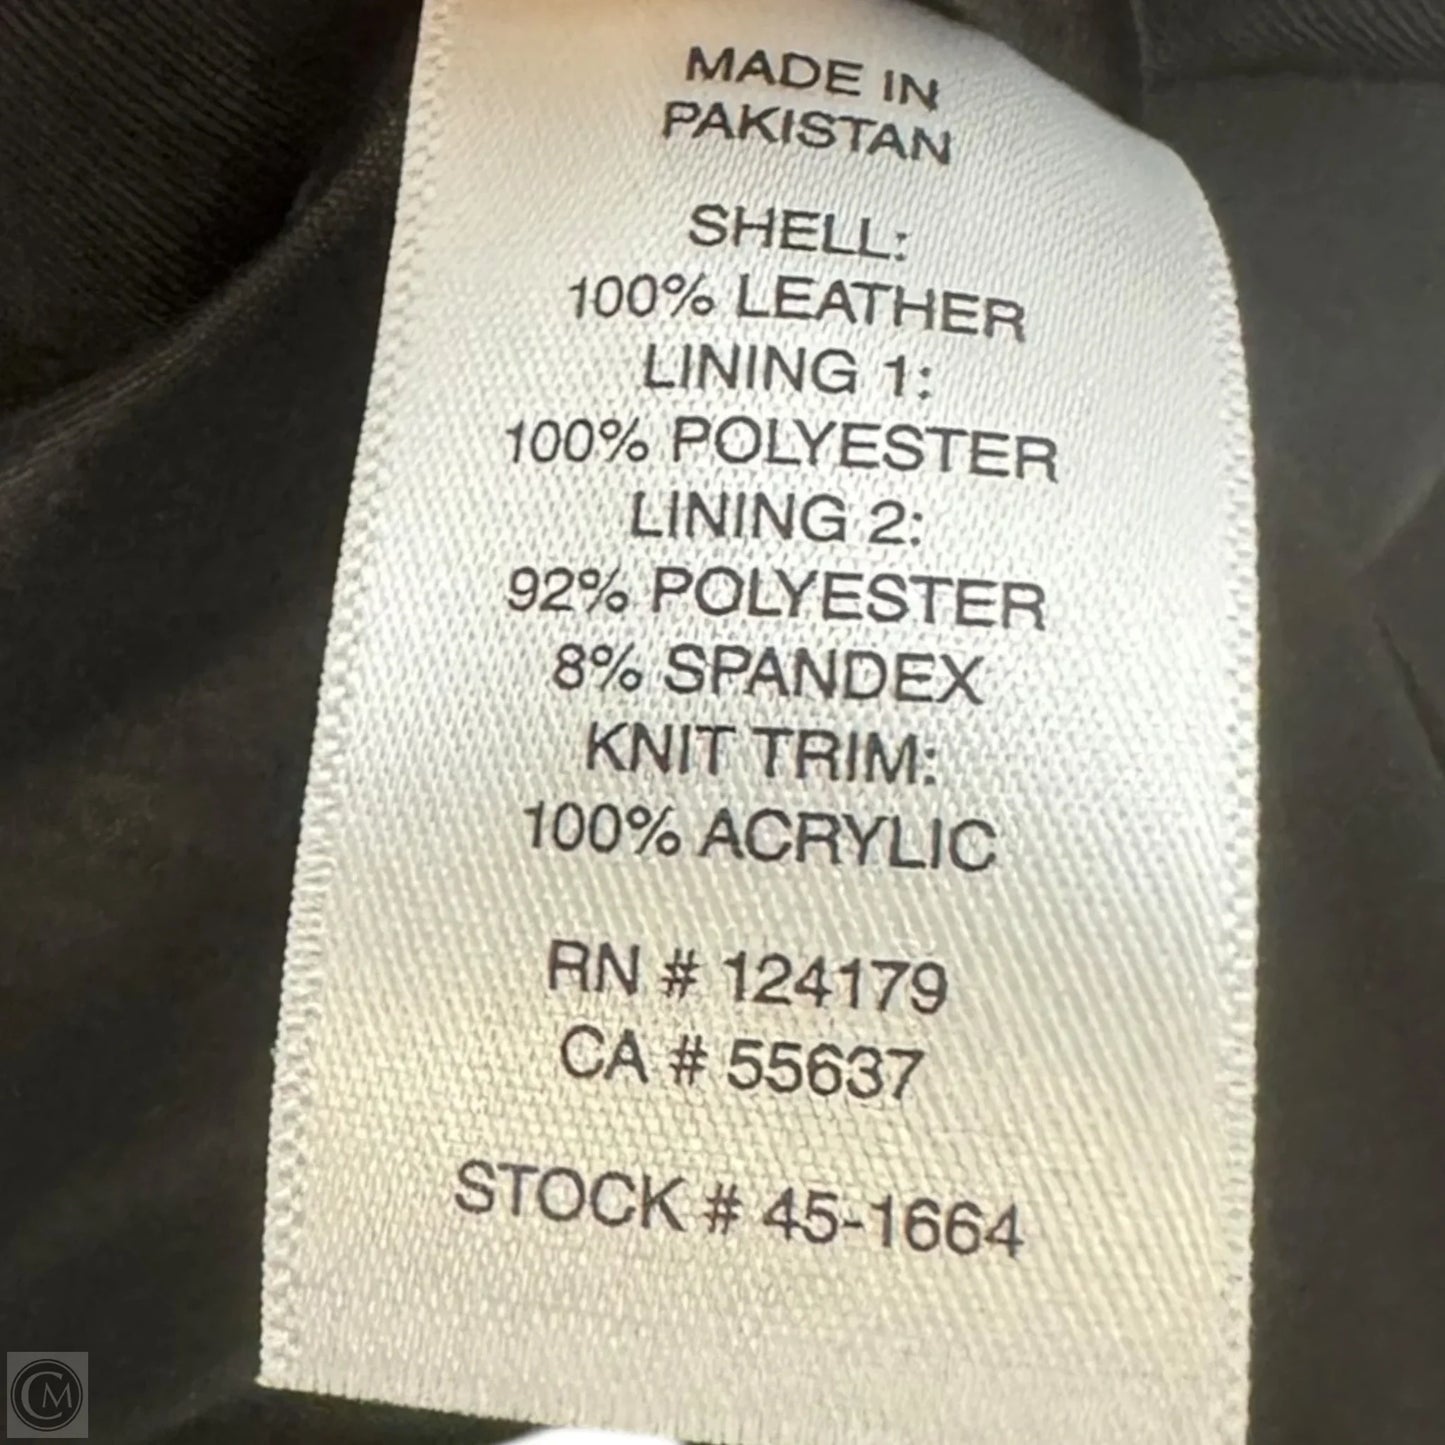 MADE IN
PAKISTAN
SHELL:
100% LEATHER
LINING 1:
100% POLYESTER
LINING 2:
92% POLYESTER
8% SPANDEX
KNIT TRIM:
100% ACRYLIC
RN # 124179
CA # 55637
STOCK # 45-1664
CM